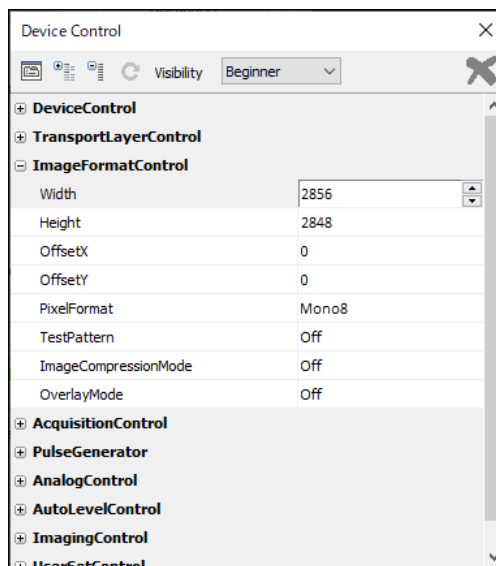 Device Control
Visibility Beginner
DeviceControl
TransportLayerControl
ImageFormatControl
Width 2856
Height 2848
OffsetX 0
OffsetY 0
PixelFormat Mono8
TestPattern Off
ImageCompressionMode Off
OverlayMode Off
AcquisitionControl
PulseGenerator
AnalogControl
AutoLevelControl
ImagingControl
UserSetControl